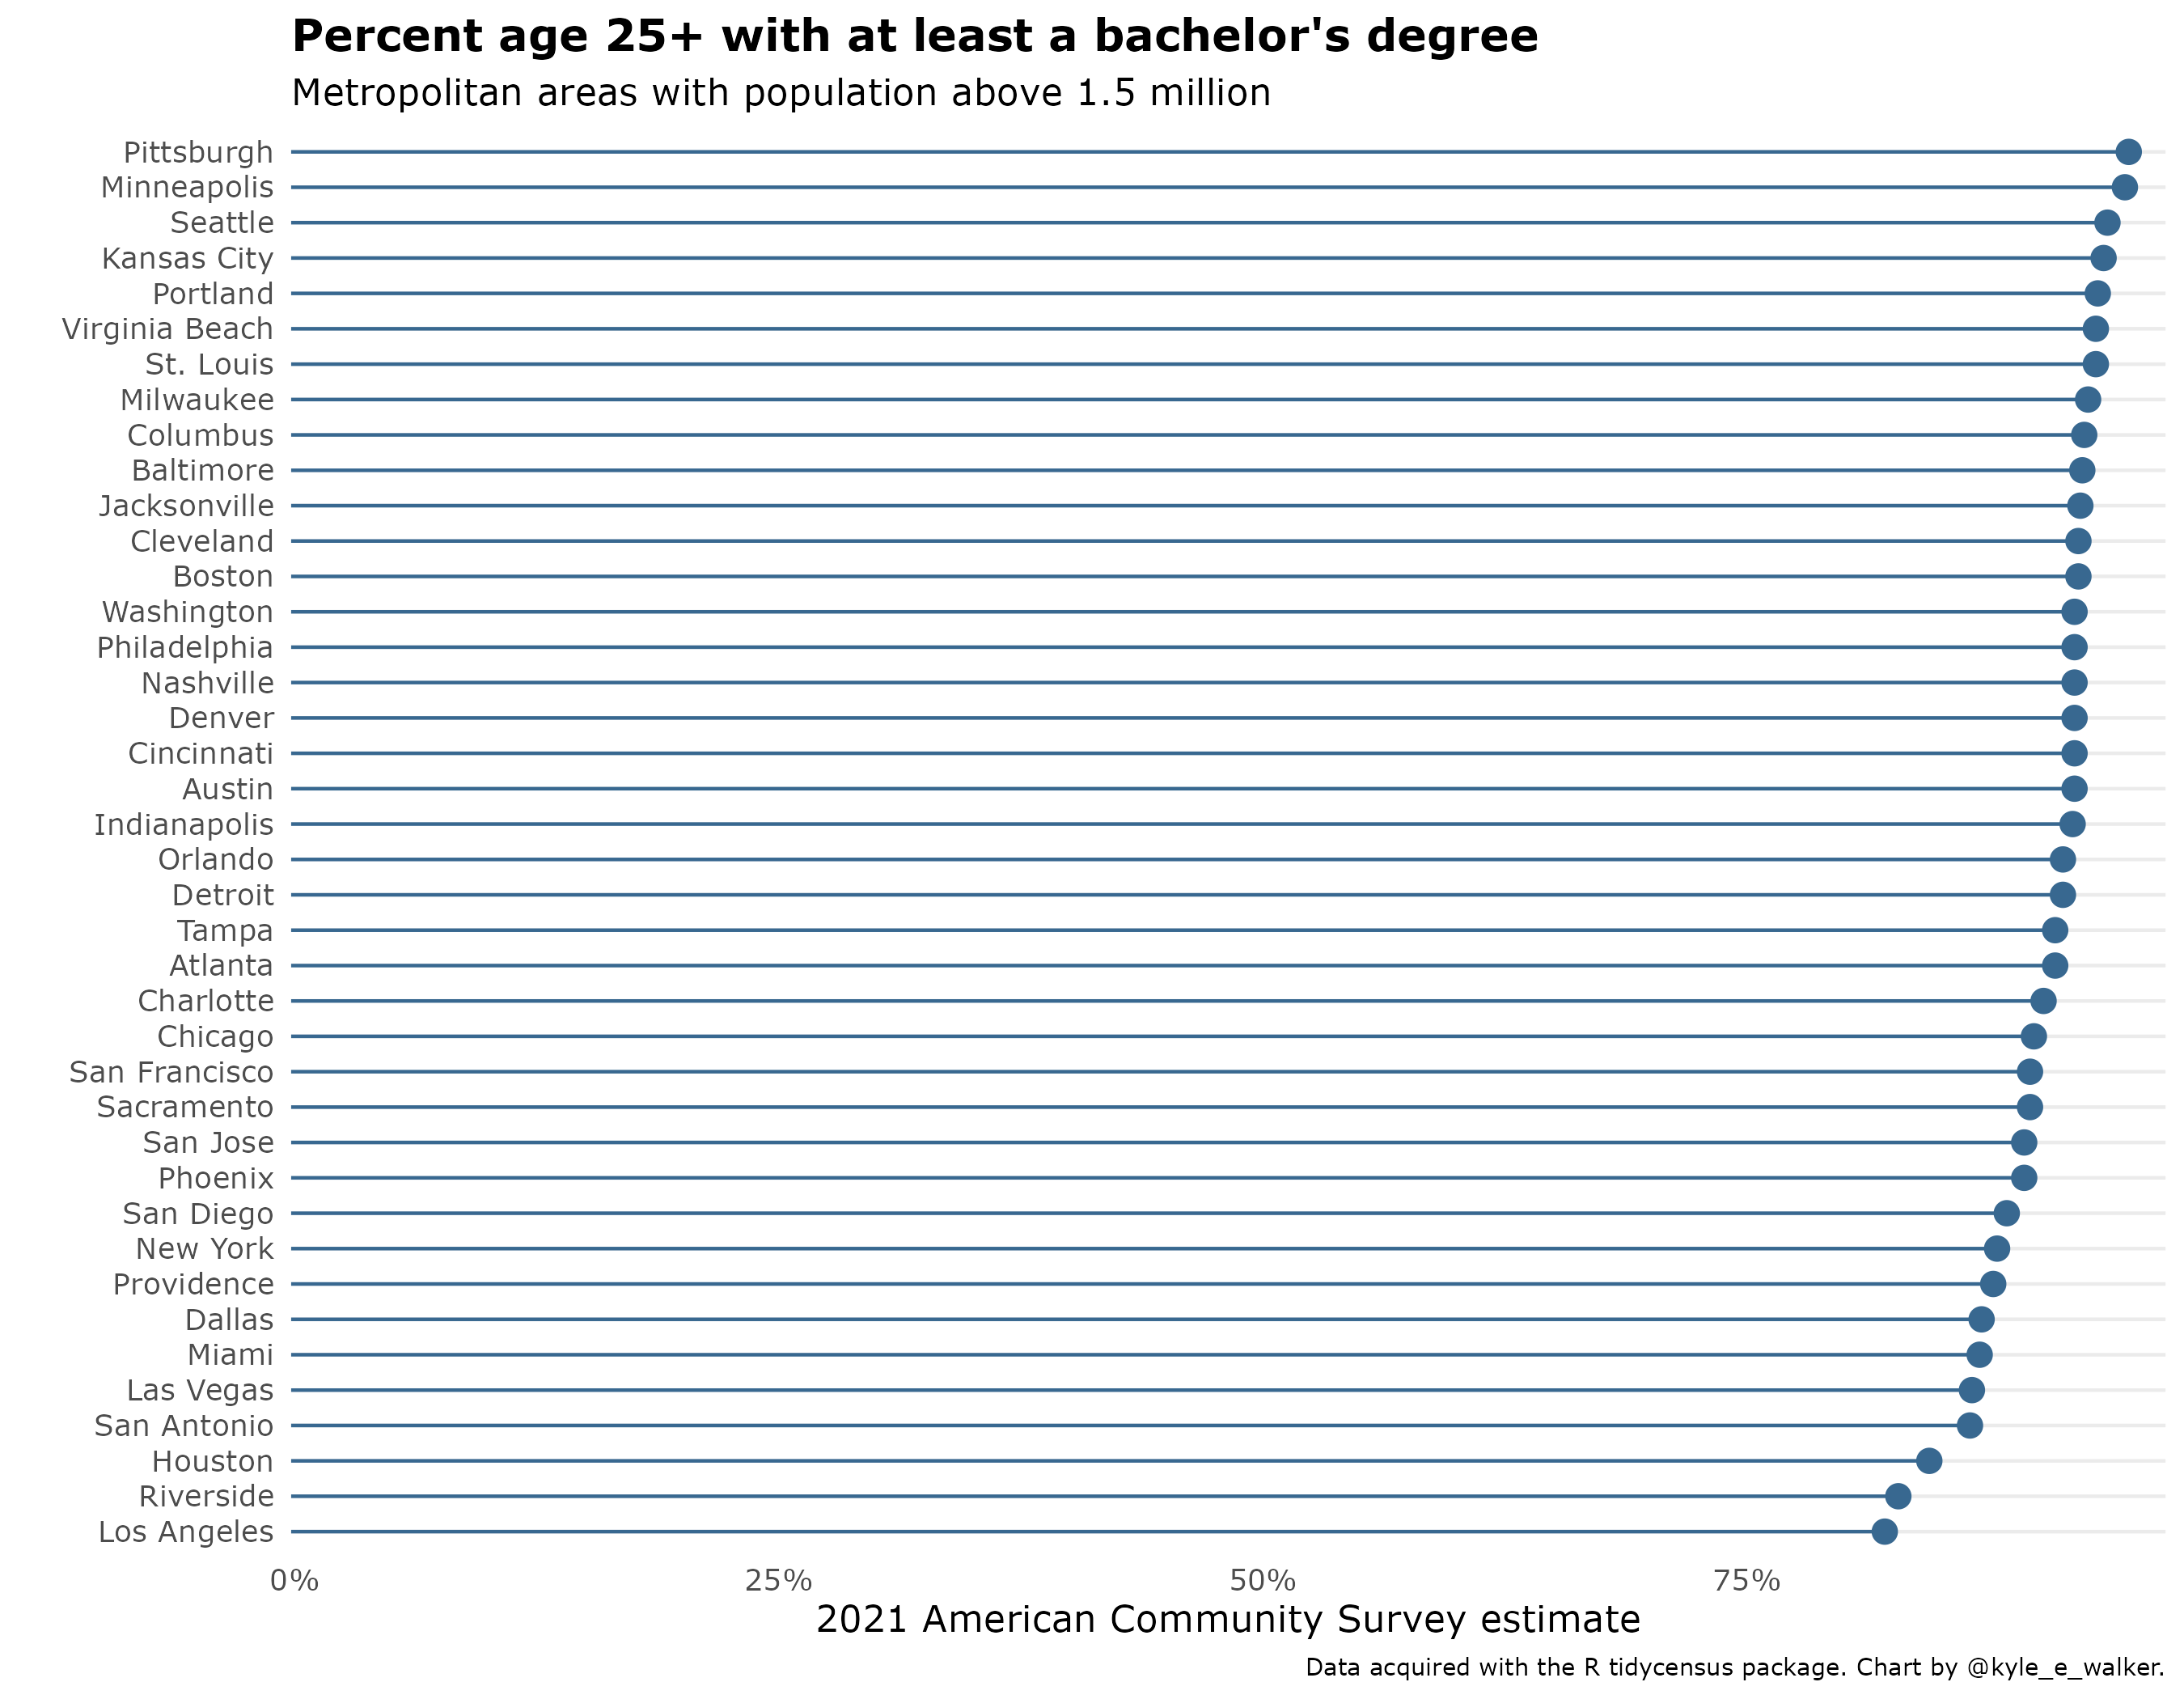 Percent age 25+ with at least a bachelor's degree
Metropolitan areas with population above 1.5 million
Pittsburgh
Minneapolis
Seattle
Kansas City
Portland
Virginia Beach
St. Louis
Milwaukee
Columbus
Baltimore
Jacksonville
Cleveland
Boston
Washington
Philadelphia
Nashville
Denver
Cincinnati
Austin
Indianapolis
Orlando
Detroit
Tampa
Atlanta
Charlotte
Chicago
San Francisco
Sacramento
San Jose
Phoenix
San Diego
New York
Providence
Dallas
Miami
Las Vegas
San Antonio
Houston
Riverside
Los Angeles
0% 25% 50% 75%
2021 American Community Survey estimate
Data acquired with the R tidycensus package. Chart by @kyle_e_walker.